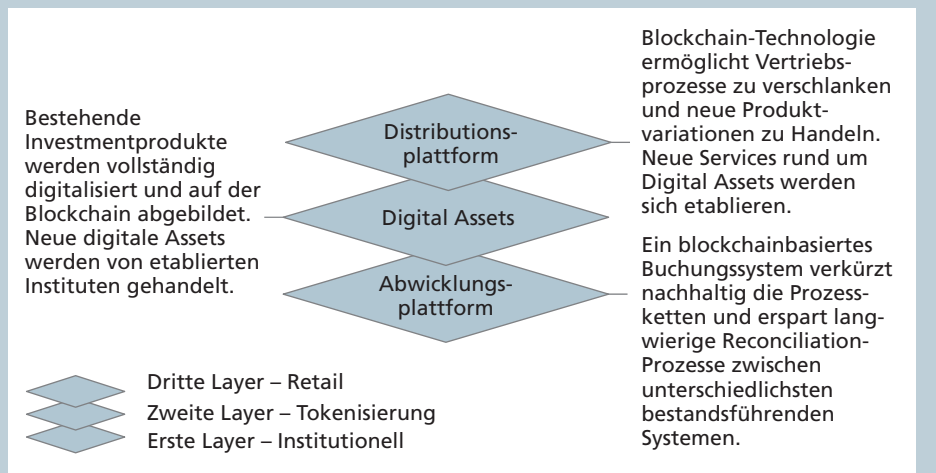 Bestehende
Investmentprodukte
werden vollständig
digitalisiert und auf der
Blockchain abgebildet.
Neue digitale Assets
werden von etablierten
Instituten gehandelt.
Distributions-
plattform
Digital Assets
Abwicklungs-
plattform
Blockchain-Technologie
ermöglicht Vertriebs-
prozesse zu verschlanken
und neue Produkt-
variationen zu Handeln.
Neue Services rund um
Digital Assets werden
sich etablieren.
Ein blockchainbasiertes
Buchungssystem verkürzt
nachhaltig die Prozess-
ketten und erspart lang-
wierige Reconciliation-
Prozesse zwischen
unterschiedlichsten
bestandsführenden
Systemen.
Dritte Layer – Retail
Zweite Layer – Tokenisierung
Erste Layer – Institutionell